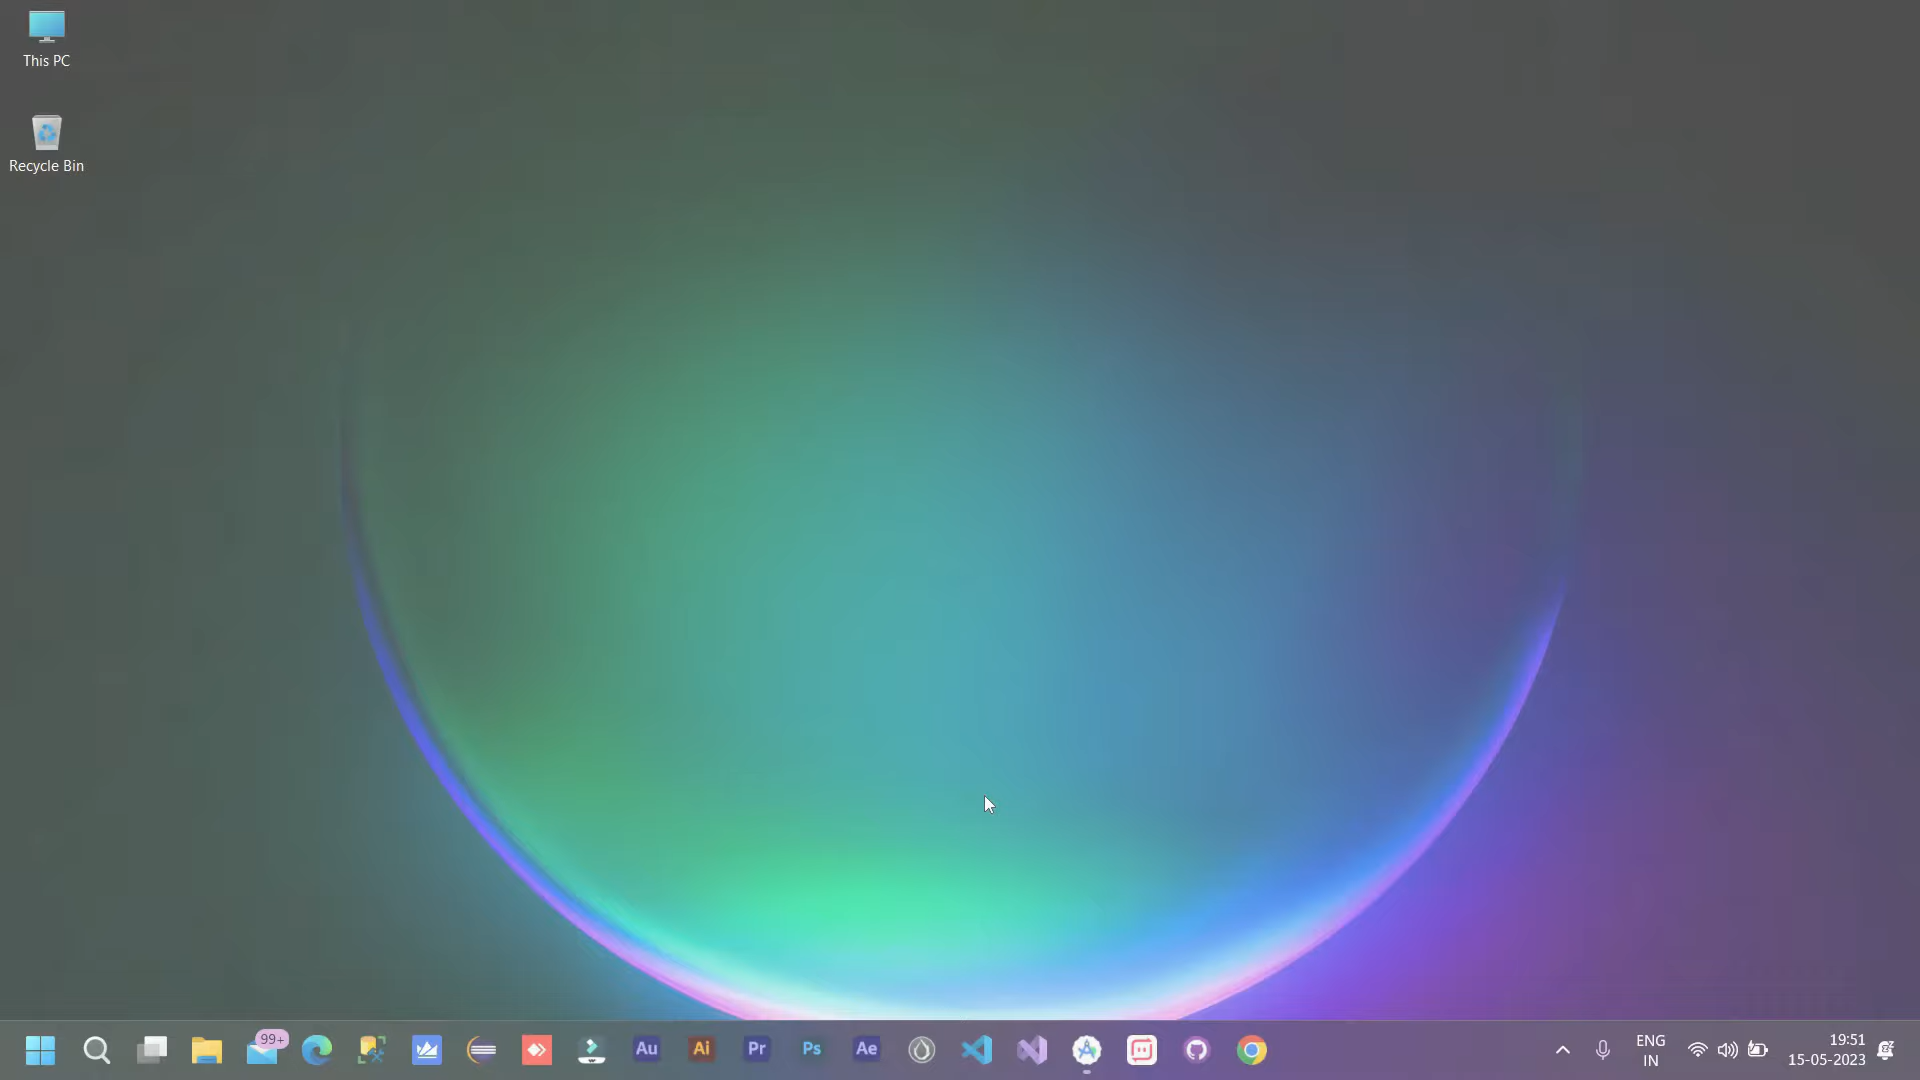 This PC
Recycle Bin
99+
Au
Ai
Pr
Ps
Ae
ENG
IN
19:51
15-05-2023